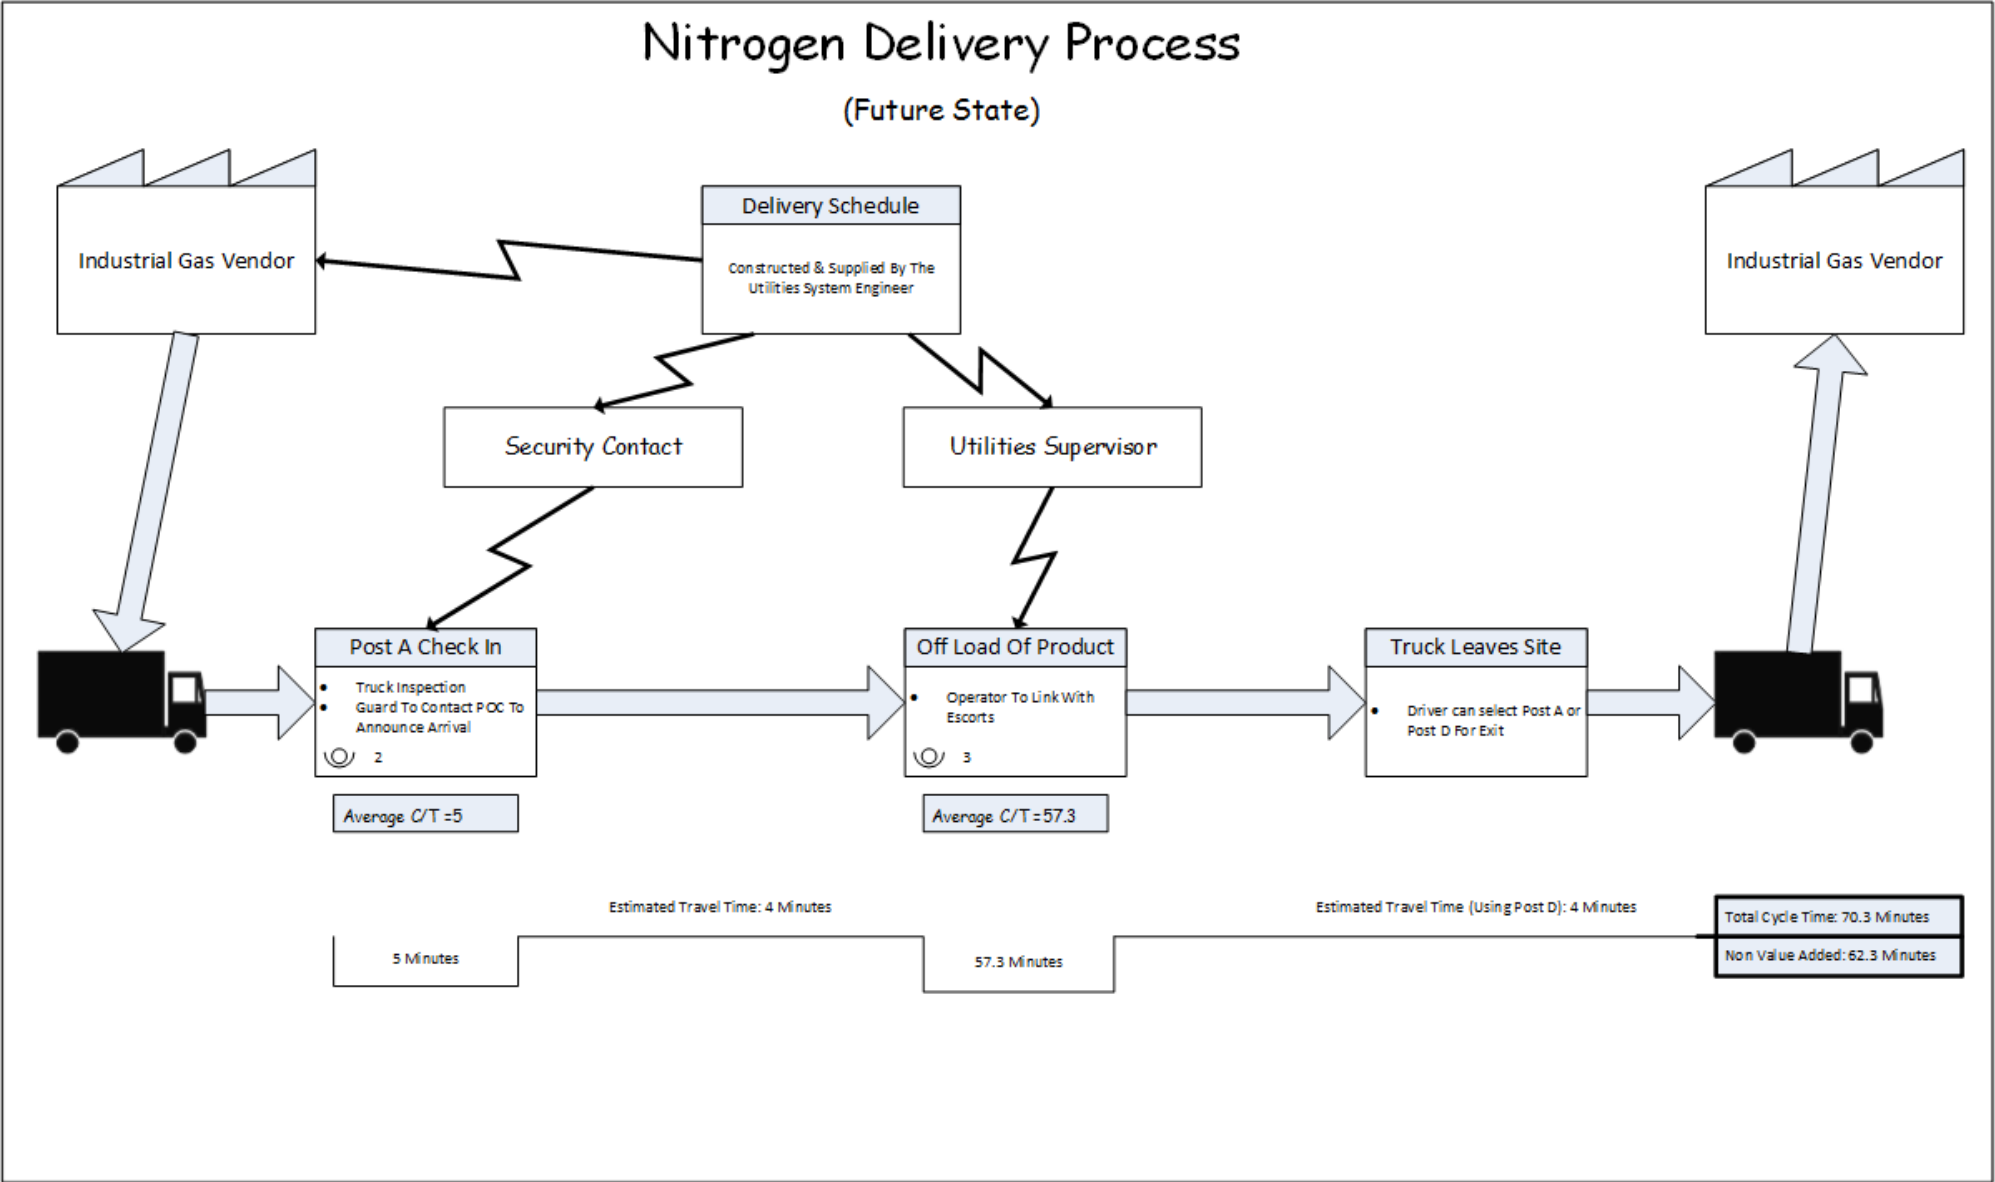 Nitrogen Delivery Process
(Future State)
Industrial Gas Vendor
Delivery Schedule
Constructed & Supplied By The
Utilities System Engineer
Industrial Gas Vendor
Security Contact
Utilities Supervisor
Post A Check In
• Truck Inspection
• Guard To Contact POC To
Announce Arrival
2
Off Load Of Product
• Operator To Link With
Escorts
3
Truck Leaves Site
• Driver can select Post A or
Post D For Exit
Average C/T =5
Average C/T =57.3
Estimated Travel Time: 4 Minutes
Estimated Travel Time (Using Post D): 4 Minutes
5 Minutes
57.3 Minutes
Total Cycle Time: 70.3 Minutes
Non Value Added: 62.3 Minutes